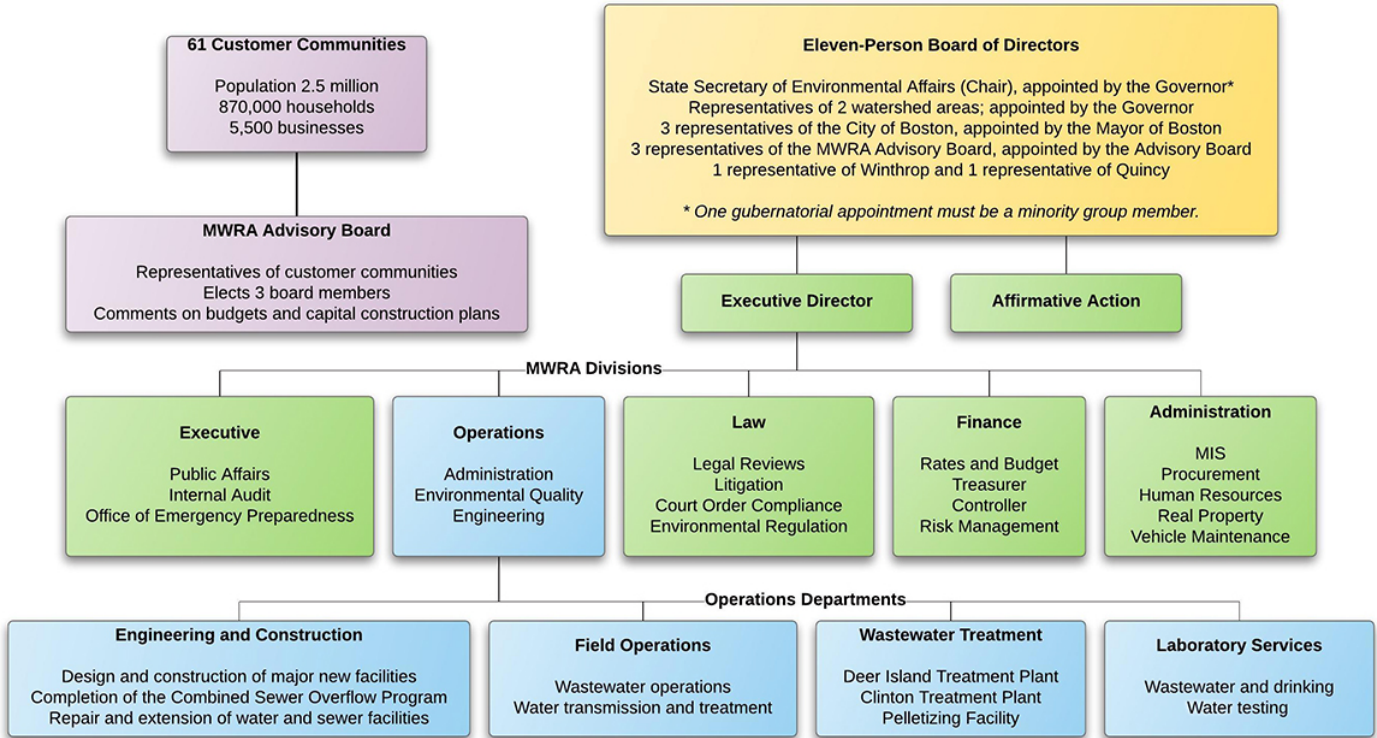 61 Customer Communities
Population 2.5 million
870,000 households
5,500 businesses
Eleven-Person Board of Directors
State Secretary of Environmental Affairs (Chair), appointed by the Governor*
Representatives of 2 watershed areas; appointed by the Governor
3 representatives of the City of Boston, appointed by the Mayor of Boston
3 representatives of the MWRA Advisory Board, appointed by the Advisory Board
1 representative of Winthrop and 1 representative of Quincy
* One gubernatorial appointment must be a minority group member.
MWRA Advisory Board
Representatives of customer communities
Elects 3 board members
Comments on budgets and capital construction plans
Executive Director
Affirmative Action
MWRA Divisions
Executive
Public Affairs
Internal Audit
Office of Emergency Preparedness
Operations
Administration
Environmental Quality
Engineering
Law
Legal Reviews
Litigation
Court Order Compliance
Environmental Regulation
Finance
Rates and Budget
Treasurer
Controller
Risk Management
Administration
MIS
Procurement
Human Resources
Real Property
Vehicle Maintenance
Operations Departments
Engineering and Construction
Design and construction of major new facilities
Completion of the Combined Sewer Overflow Program
Repair and extension of water and sewer facilities
Field Operations
Wastewater operations
Water transmission and treatment
Wastewater Treatment
Deer Island Treatment Plant
Clinton Treatment Plant
Pelletizing Facility
Laboratory Services
Wastewater and drinking
Water testing